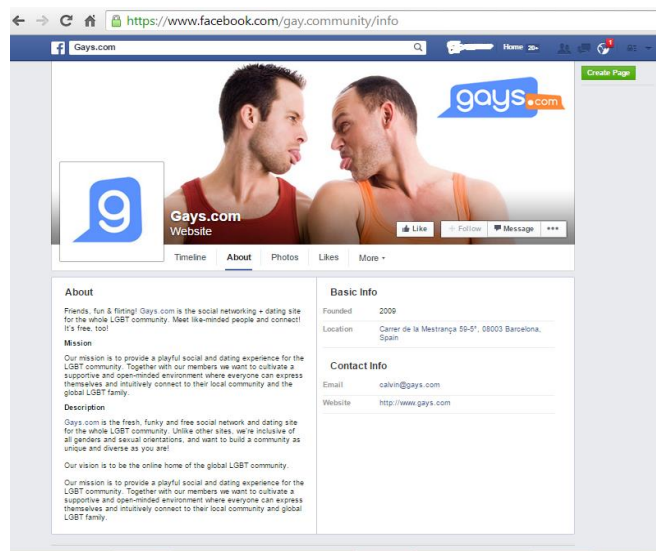 https://www.facebook.com/gay.community/info
Gays.com
Home 20+
1
Create Page
gays.com
g
Gays.com
Website
Like
Follow
Message
Timeline
About
Photos
Likes
More
About
Friends, fun & flirting! Gays.com is the social networking + dating site
for the whole LGBT community. Meet like-minded people and connect!
It's free, too!
Mission
Our mission is to provide a playful social and dating experience for the
LGBT community. Together with our members we want to cultivate a
supportive and open-minded environment where everyone can express
themselves and intuitively connect to their local community and the
global LGBT family.
Description
Gays.com is the fresh, funky and free social network and dating site
for the whole LGBT community. Unlike other sites, we're inclusive of
all genders and sexual orientations, and want to build a community as
unique and diverse as you are!
Our vision is to be the online home of the global LGBT community.
Our mission is to provide a playful social and dating experience for the
LGBT community. Together with our members we want to cultivate a
supportive and open-minded environment where everyone can express
themselves and intuitively connect to their local community and global
LGBT family.
Basic Info
Founded 2009
Location Carrer de la Mestrança 59-5°, 08003 Barcelona,
Spain
Contact Info
Email calvin@gays.com
Website http://www.gays.com